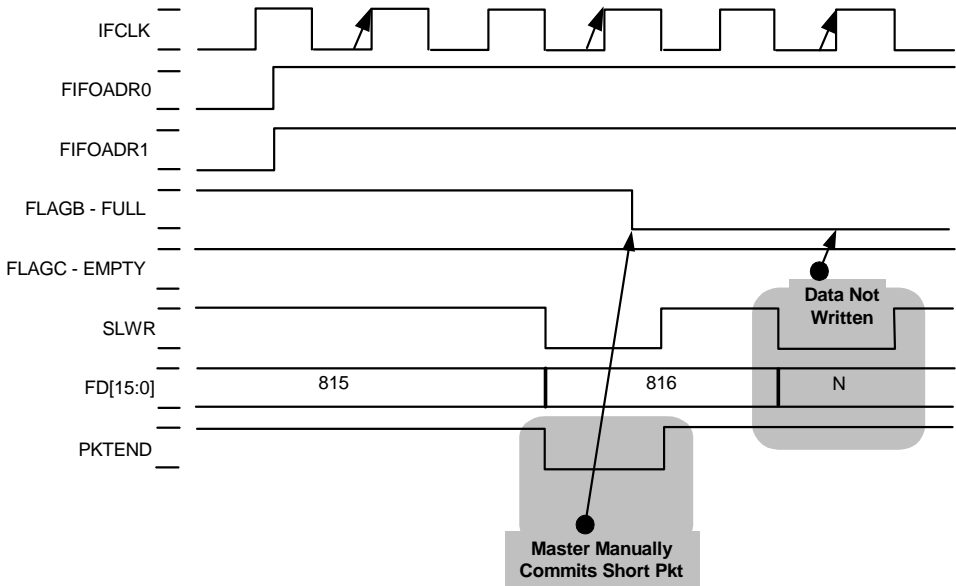 IFCLK
FIFOADR0
FIFOADR1
FLAGB - FULL
FLAGC - EMPTY
Data Not
Written
SLWR
FD[15:0]
815
816
N
PKTEND
Master Manually
Commits Short Pkt